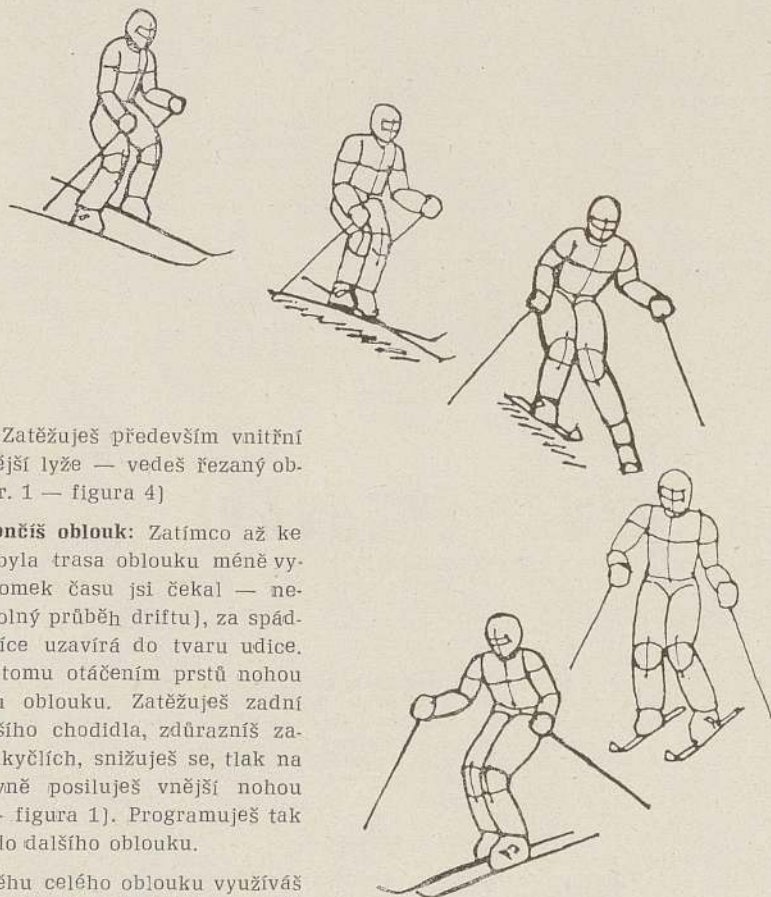 Zatěžuješ především vnitřní
ější lyže — vedeš řezaný ob-
r. 1 — figura 4)
ončíš oblouk: Zatímco až ke
byla trasa oblouku méně vy-
omek času jsi čekal — ne-
olný průběh driftu), za spád-
íce uzavírá do tvaru udice.
tomu otáčením prstů nohou
u oblouku. Zatěžuješ zadní
šího chodidla, zdůrazníš za-
kyčlích, snižuješ se, tlak na
vně posiluješ vnější nohou
- figura 1). Programuješ tak
lo dalšího oblouku.
ěhu celého oblouku využíváš